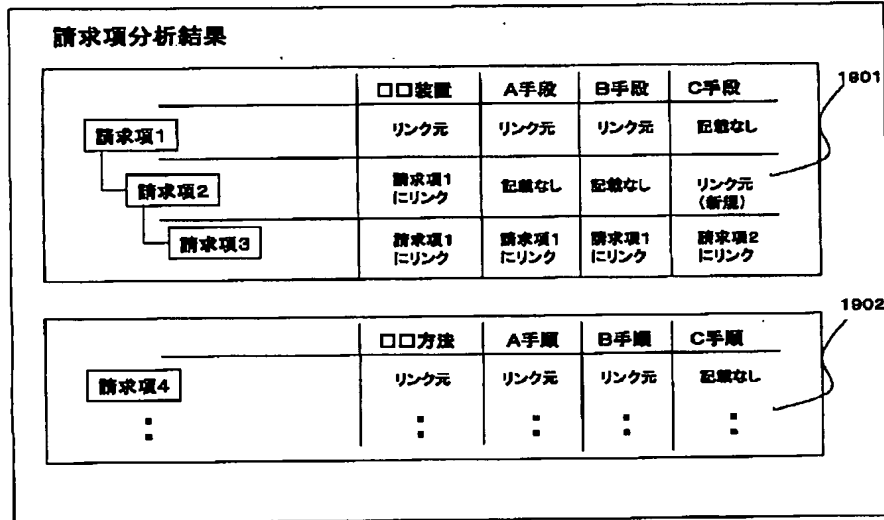 請求項分析結果
□□装置 A手段 B手段 C手段
1901
請求項1 リンク元 リンク元 リンク元 記載なし
請求項2 請求項1にリンク 記載なし 記載なし リンク元(新規)
請求項3 請求項1にリンク 請求項1にリンク 請求項1にリンク 請求項2にリンク
1902
□□方法 A手順 B手順 C手順
請求項4 リンク元 リンク元 リンク元 記載なし